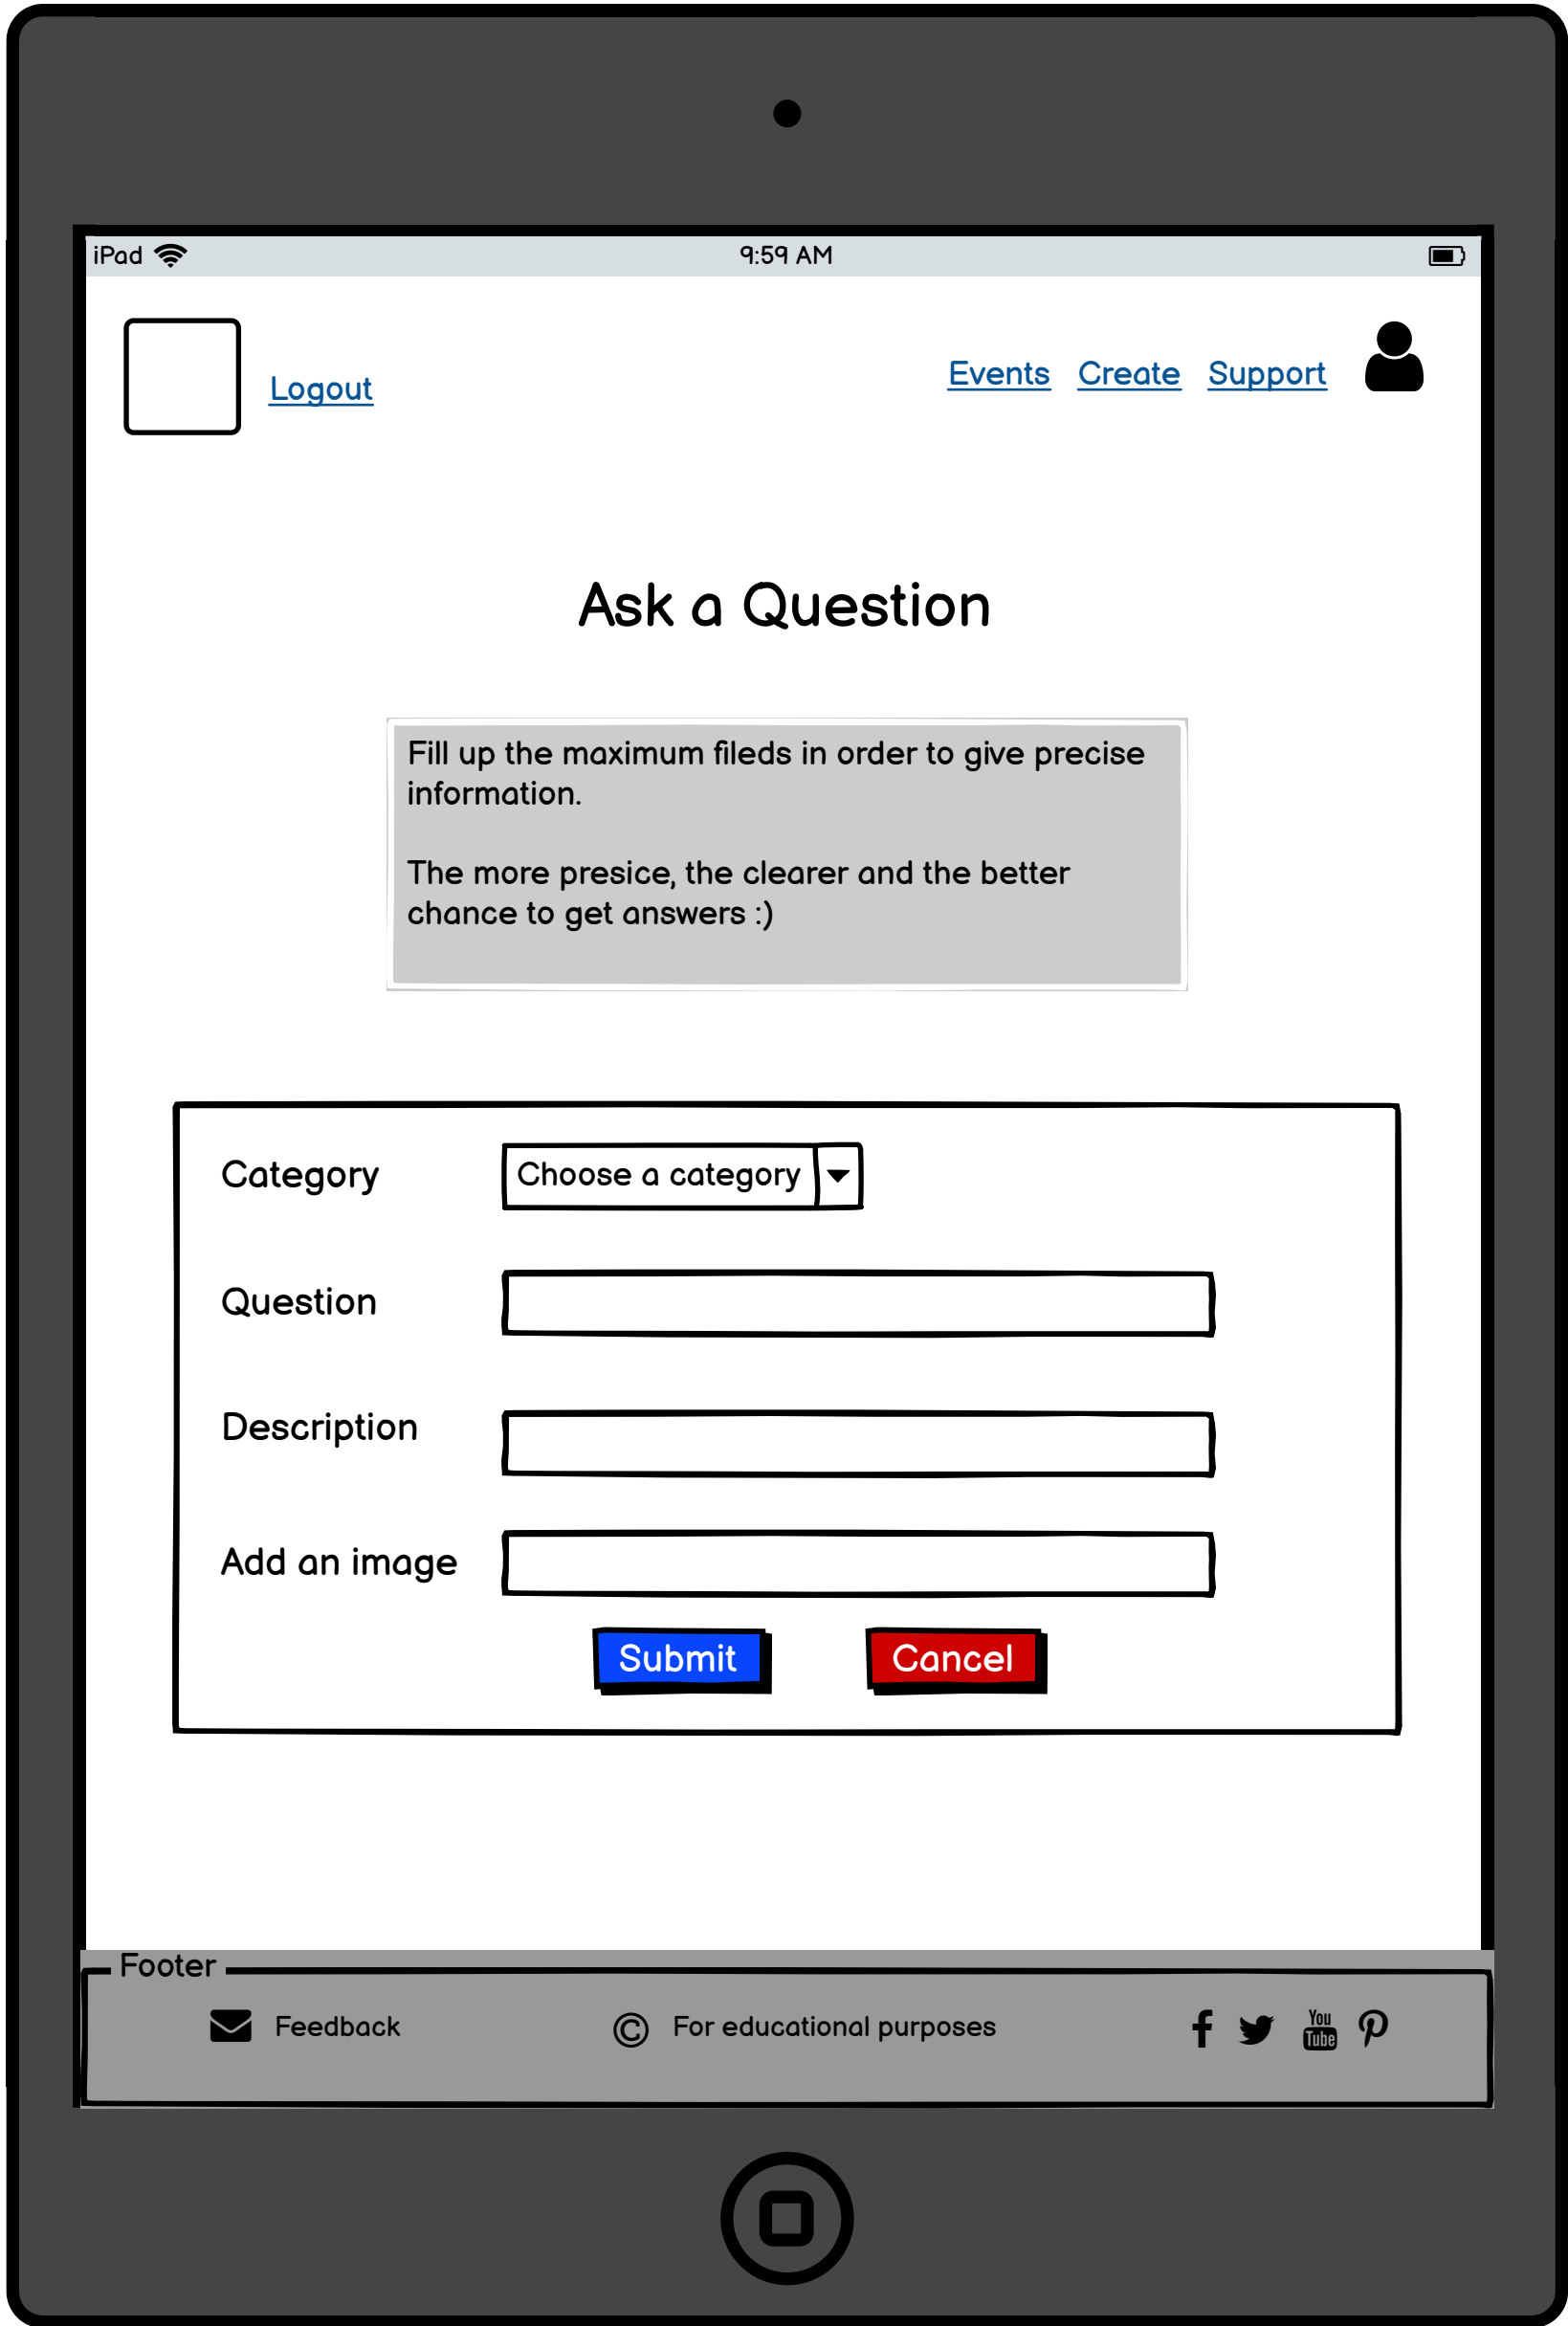 iPad
9:59 AM
Logout
Events Create Support
Ask a Question
Fill up the maximum fileds in order to give precise
information.
The more presice, the clearer and the better
chance to get answers :)
Category
Choose a category
Question
Description
Add an image
Submit
Cancel
Footer
Feedback
© For educational purposes
You
Tube